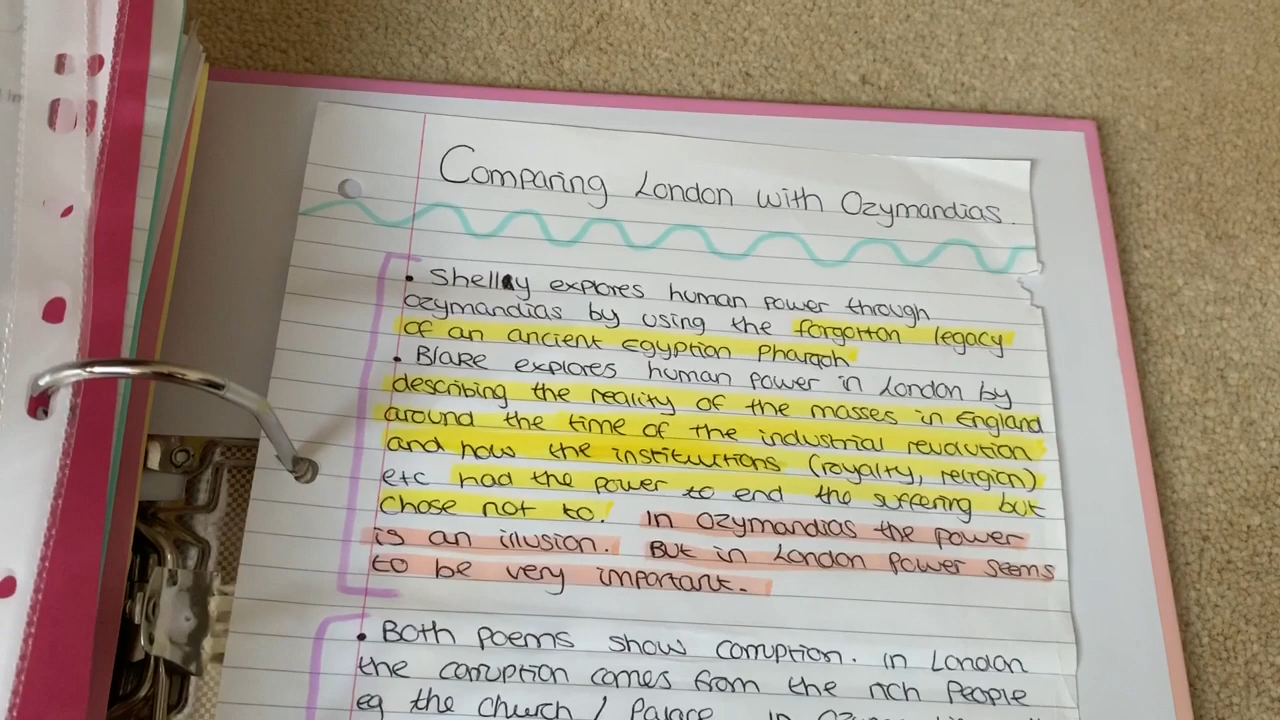 Comparing London with Ozymandias.
• Shelley explores human power through
Ozymandias by using the forgotton legacy
of an ancient Egyption Pharaoh
• Blake explores human power in London by
describing the reality of the masses in England
around the time of the industrial revolution
and how the institutions (royalty, religion)
etc had the power to end the suffering but
chose not to. In Ozymandias the power
is an illusion. But in London power seems
to be very important.
• Both poems show corruption. In London
the corruption comes from the rich people
eg the church / Palace. In